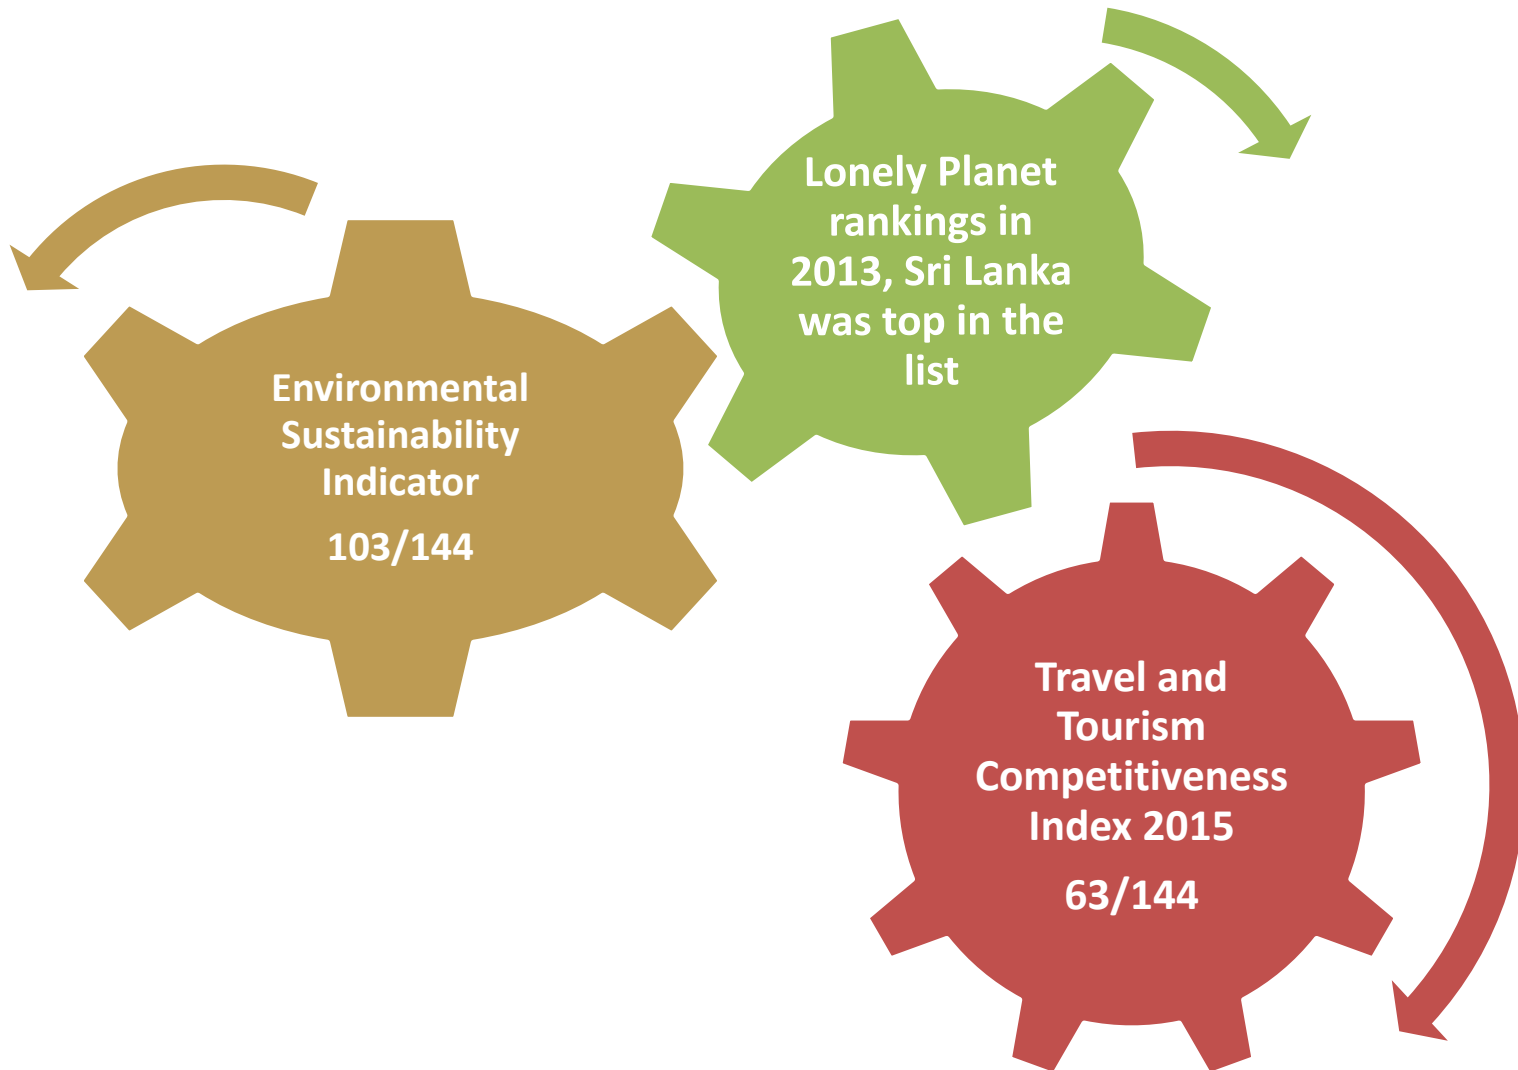 Lonely Planet
rankings in
2013, Sri Lanka
was top in the
list
Environmental
Sustainability
Indicator
103/144
Travel and
Tourism
Competitiveness
Index 2015
63/144